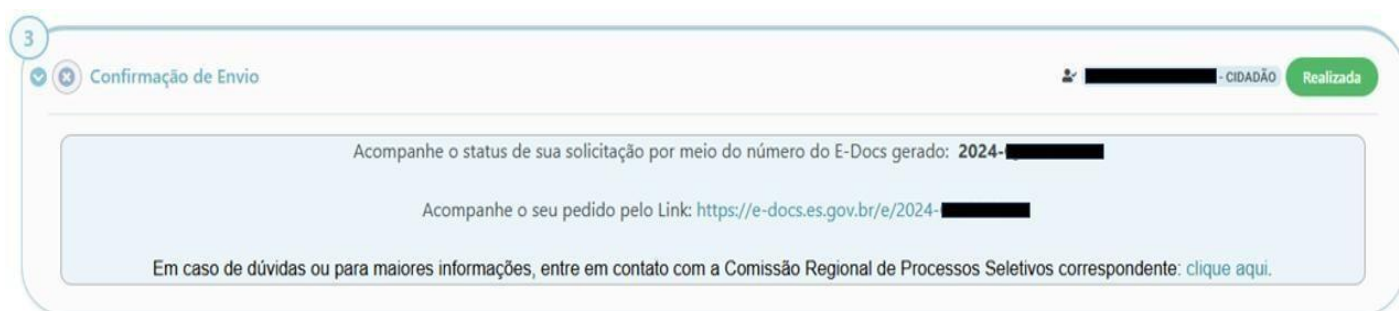 3
Confirmação de Envio
- CIDADÃO
Realizada
Acompanhe o status de sua solicitação por meio do número do E-Docs gerado: 2024-
Acompanhe o seu pedido pelo Link: https://e-docs.es.gov.br/e/2024-
Em caso de dúvidas ou para maiores informações, entre em contato com a Comissão Regional de Processos Seletivos correspondente: clique aqui.